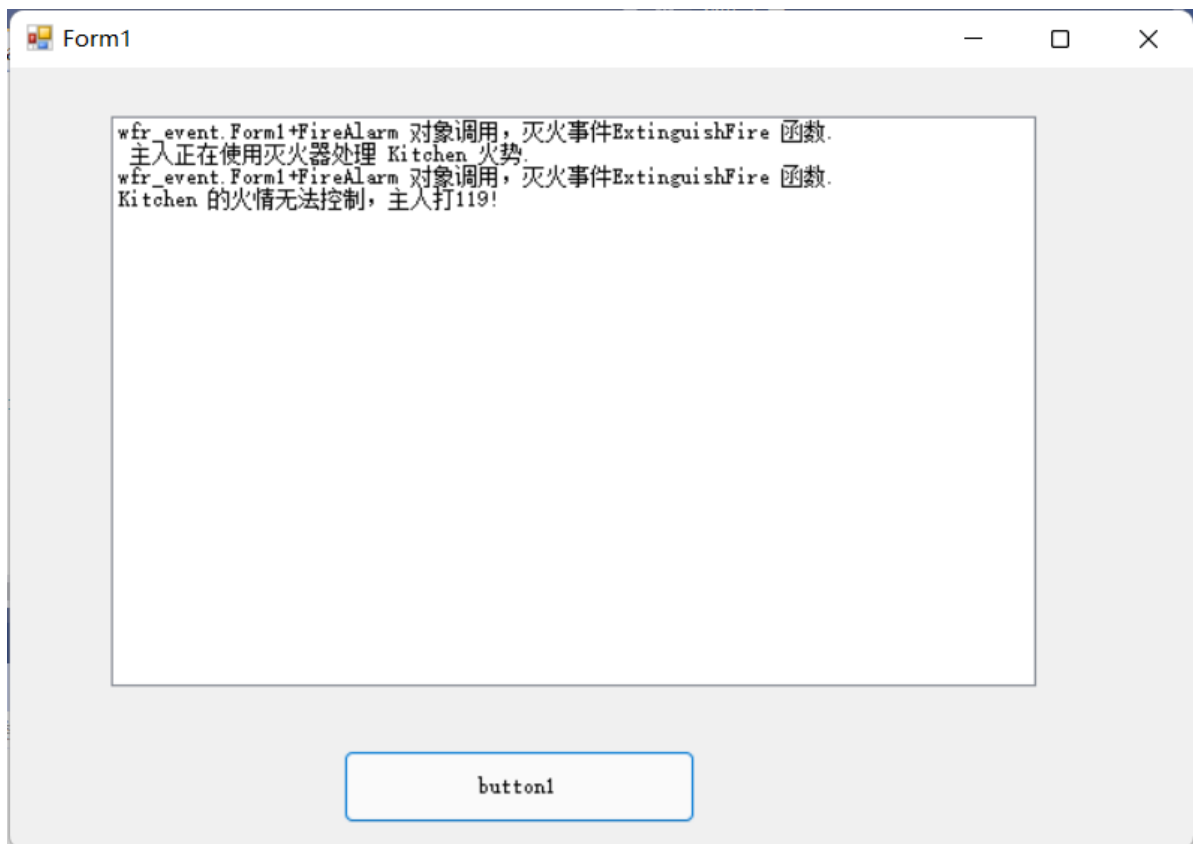 Form1
wfr_event.Form1+FireAlarm 对象调用，灭火事件ExtinguishFire 函数.
主人正在使用灭火器处理 Kitchen 火势.
wfr_event.Form1+FireAlarm 对象调用，灭火事件ExtinguishFire 函数.
Kitchen 的火情无法控制，主人打119!
button1